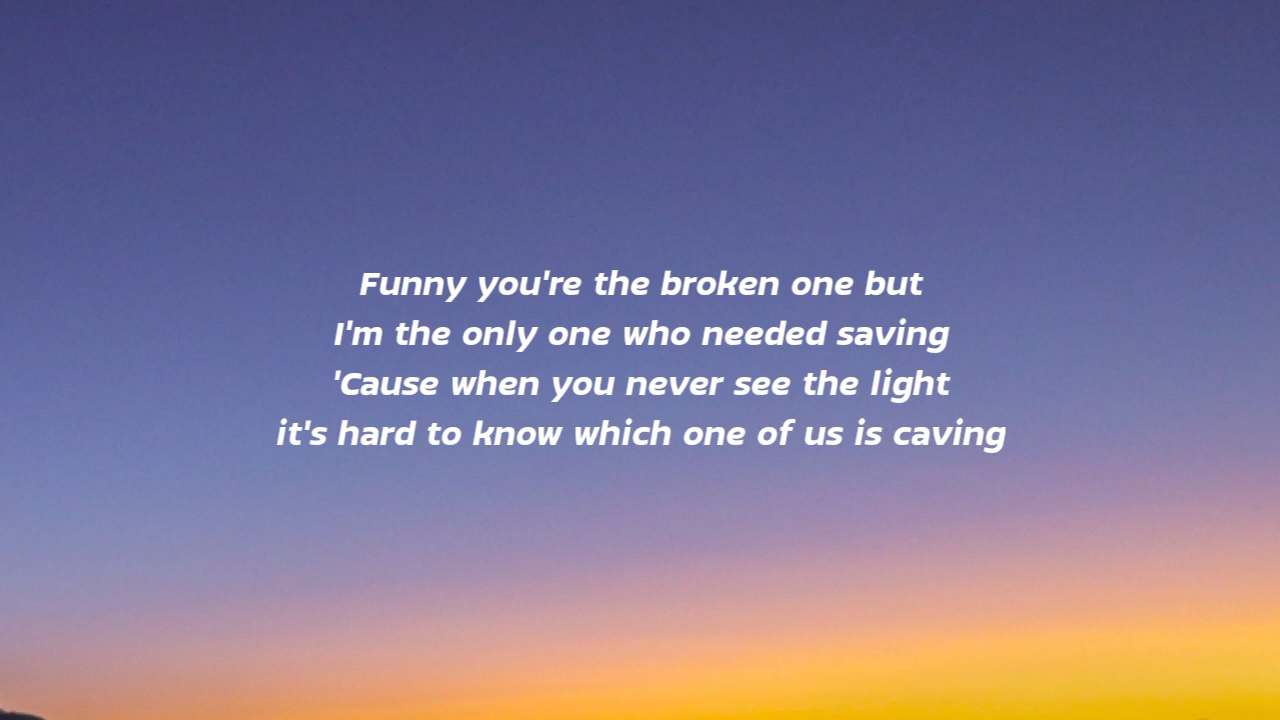 Funny you're the broken one but
I'm the only one who needed saving
'Cause when you never see the light
it's hard to know which one of us is caving